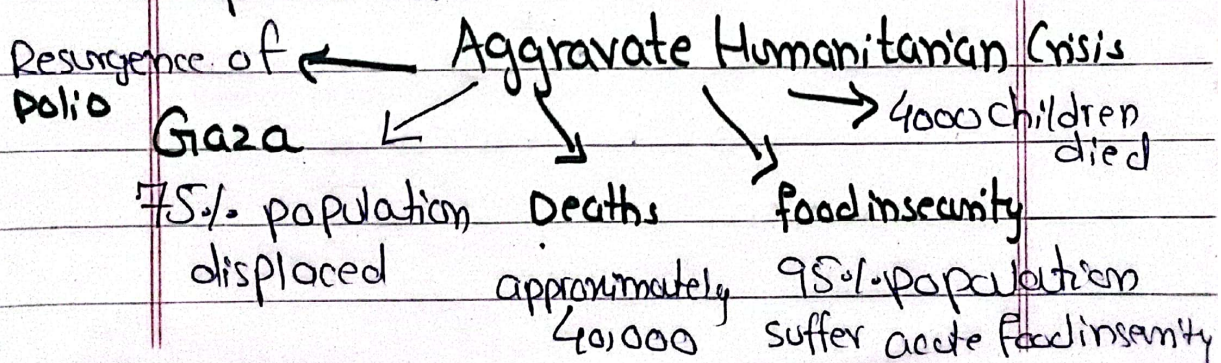 Aggravate Humanitarian Crisis
Resurgence of
polio
Gaza
75% population
displaced
Deaths
approximately
40,000
food insecurity
95% population
suffer acute food insecurity
4000 children
died